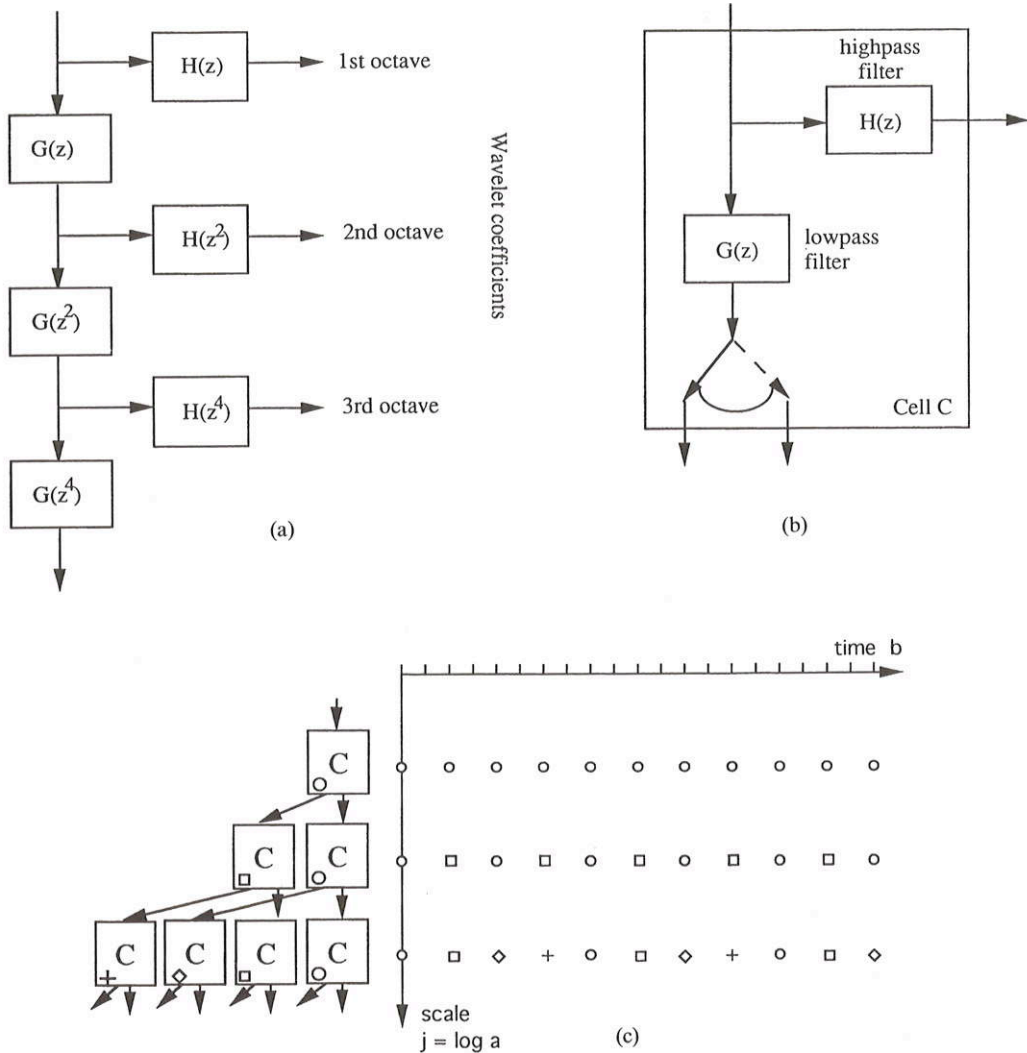 H(z)
1st octave
G(z)
H(z²)
2nd octave
G(z²)
H(z⁴)
3rd octave
G(z⁴)
(a)
Wavelet coefficients
highpass
filter
H(z)
G(z)
lowpass
filter
Cell C
(b)
time b
C
C
C
C
C
C
C
scale
j = log a
(c)